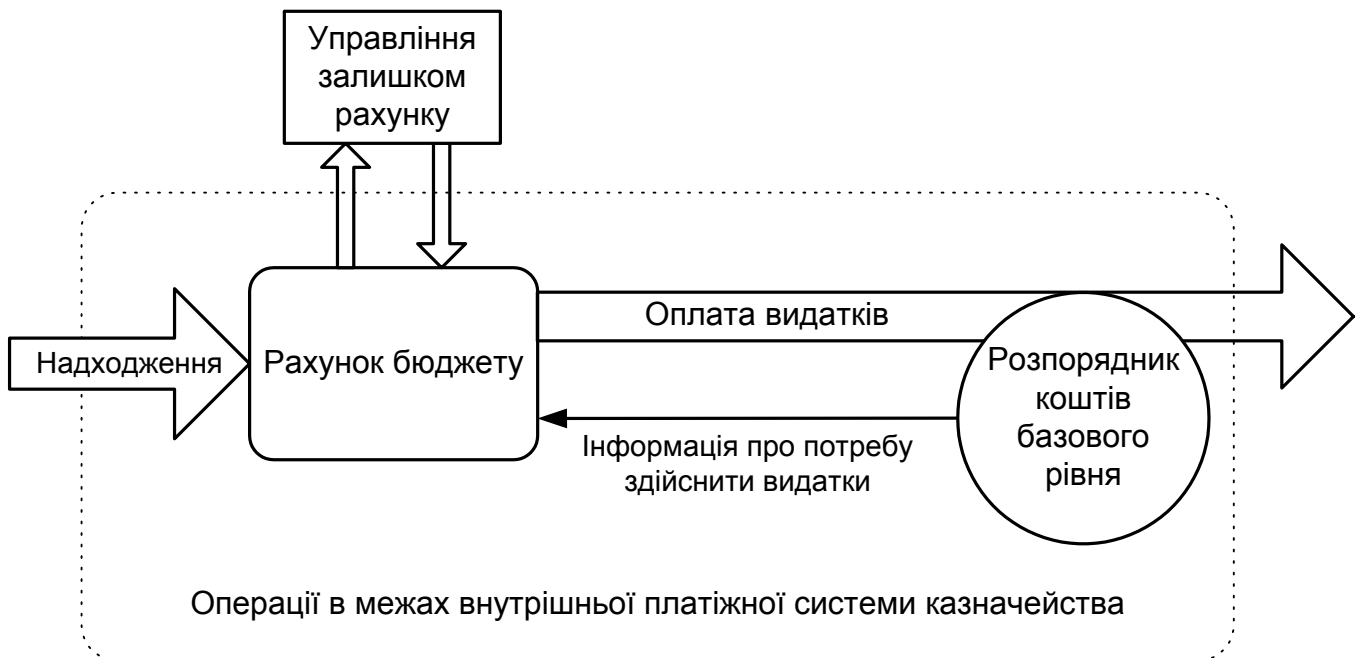 Управління
залишком
рахунку
Надходження
Рахунок бюджету
Оплата видатків
Розпорядник
коштів
базового
рівня
Інформація про потребу
здійснити видатки
Операції в межах внутрішньої платіжної системи казначейства